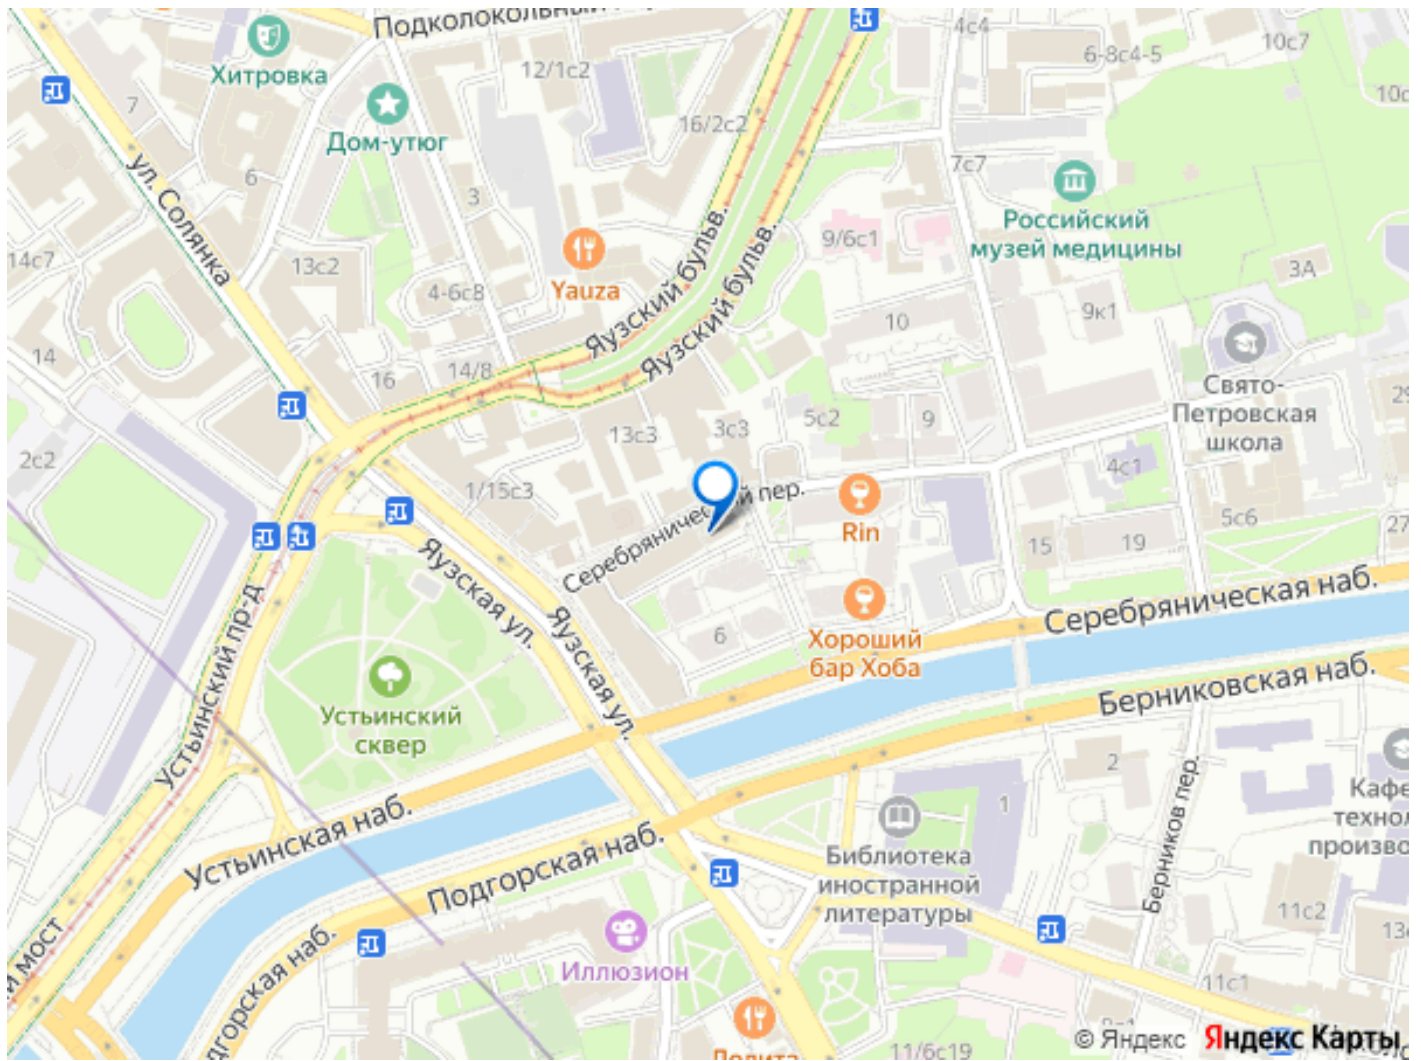 Подколокольный
4с4
10с7
6-8с4-5
Хитровка
12/1с2
7
Дом-утюг
16/2с2
7с7
ул. Солянка
6
3
Российский
музей медицины
9/6с1
14с7
13с2
4-6с8
Yauza
Яузский бульв.
Яузский бульв.
3А
9к1
10
14
16
14/8
Свято-
Петровская
школа
5с2
9
13с3
3с3
2с2
1/15с3
4с1
Серебрянический пер.
Rin
5с6
27
15
19
Яузская ул.
Яузская ул.
Серебряническая наб.
6
Хороший
бар Хоба
Устьинский пр-д
Устьинский
сквер
Берниковская наб.
2
1
Берников пер.
Устьинская наб.
Подгорская наб.
Библиотека
иностранной
литературы
11с2
Иллюзион
мост
11с1
11/6с19
© Яндекс Яндекс Карты